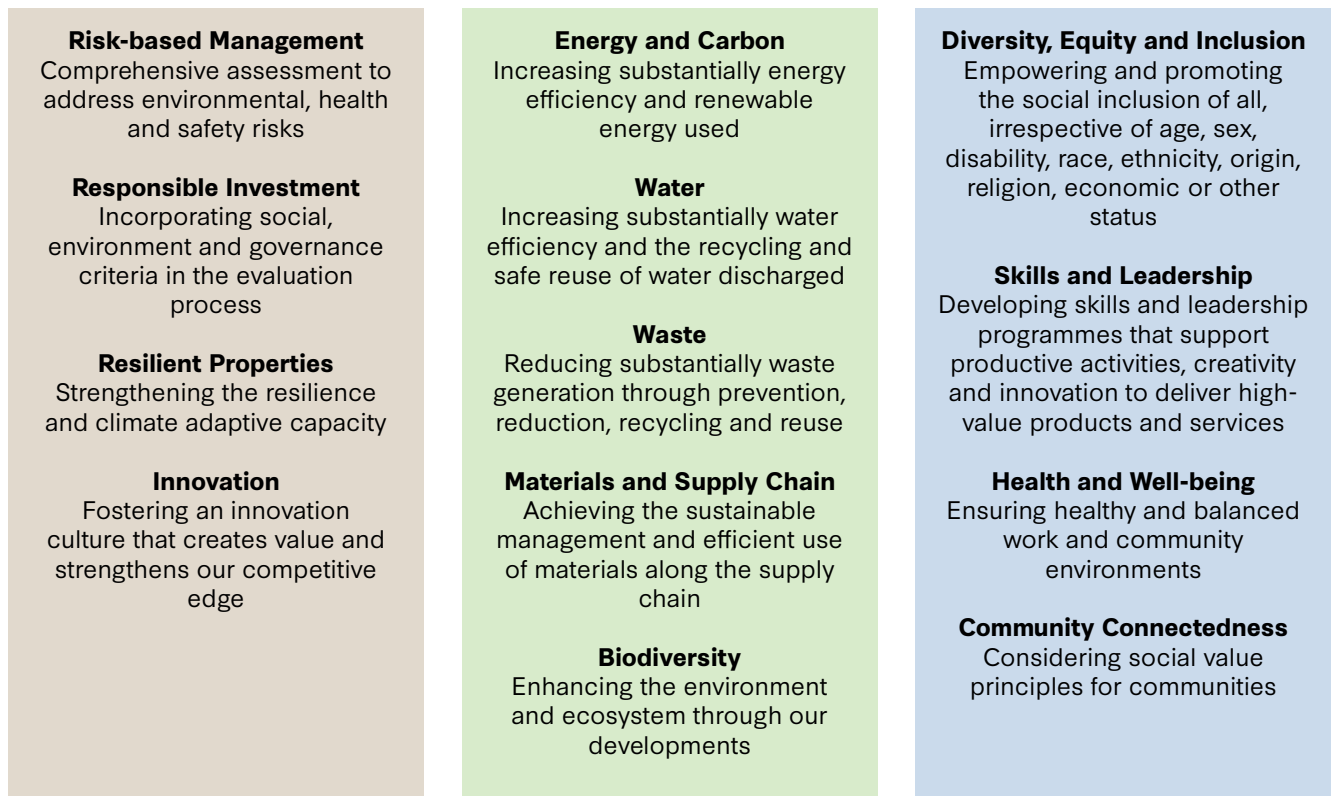 Risk-based Management
Comprehensive assessment to
address environmental, health
and safety risks
Responsible Investment
Incorporating social,
environment and governance
criteria in the evaluation
process
Resilient Properties
Strengthening the resilience
and climate adaptive capacity
Innovation
Fostering an innovation
culture that creates value and
strengthens our competitive
edge
Energy and Carbon
Increasing substantially energy
efficiency and renewable
energy used
Water
Increasing substantially water
efficiency and the recycling and
safe reuse of water discharged
Waste
Reducing substantially waste
generation through prevention,
reduction, recycling and reuse
Materials and Supply Chain
Achieving the sustainable
management and efficient use
of materials along the supply
chain
Biodiversity
Enhancing the environment
and ecosystem through our
developments
Diversity, Equity and Inclusion
Empowering and promoting
the social inclusion of all,
irrespective of age, sex,
disability, race, ethnicity, origin,
religion, economic or other
status
Skills and Leadership
Developing skills and leadership
programmes that support
productive activities, creativity
and innovation to deliver high-
value products and services
Health and Well-being
Ensuring healthy and balanced
work and community
environments
Community Connectedness
Considering social value
principles for communities